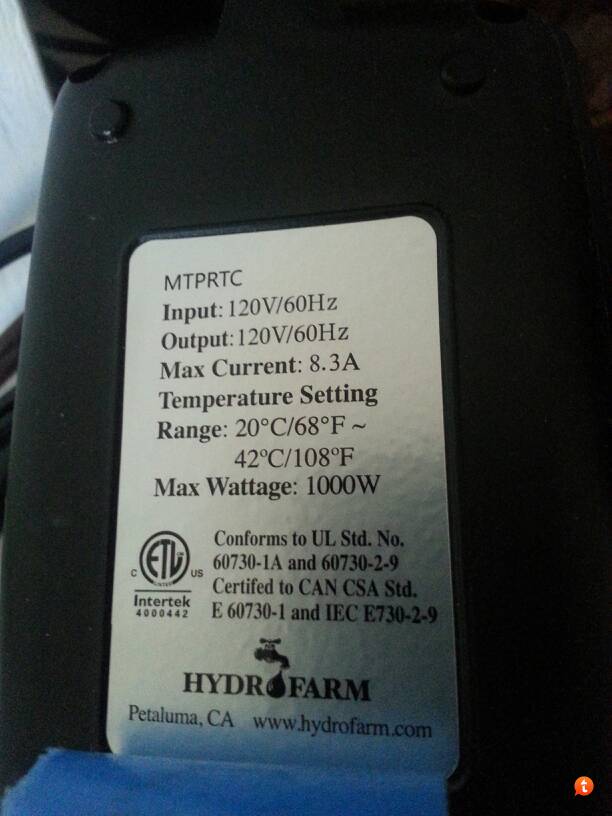 MTPRTC
Input: 120V/60Hz
Output:120V/60Hz
Max Current: 8.3A
Temperature Setting
Range: 20°C/68°F ~
42°C/108°F
Max Wattage: 1000W
ETL
C US
Intertek
4000442
Conforms to UL Std. No.
60730-1A and 60730-2-9
Certifed to CAN CSA Std.
E 60730-1 and IEC E730-2-9
HYDROFARM
Petaluma, CA www.hydrofarm.com
t